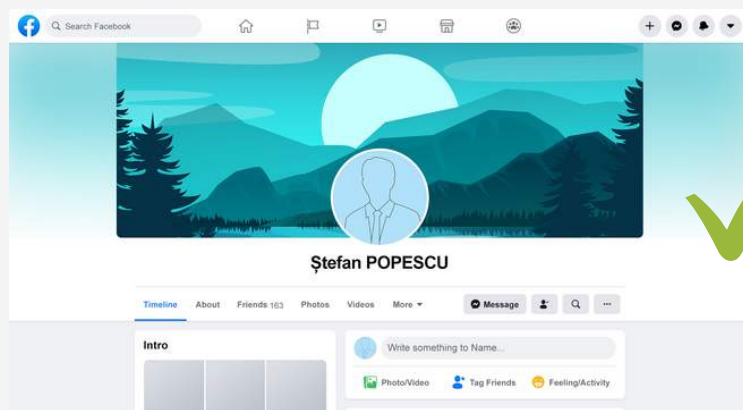 Search Facebook
Ștefan POPESCU
Timeline About Friends 163 Photos Videos More Message ...
Intro
Write something to Name...
Photo/Video Tag Friends Feeling/Activity